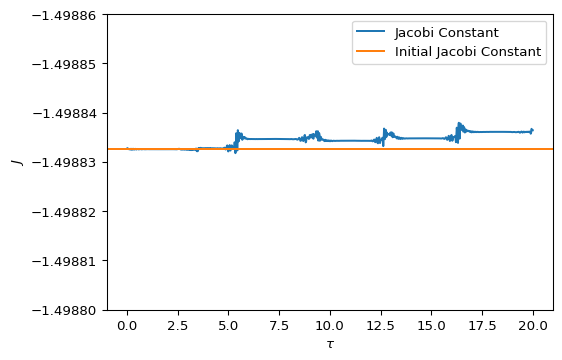 −1.49886
−1.49885
−1.49884
−1.49883
−1.49882
−1.49881
−1.49880
J
Jacobi Constant
Initial Jacobi Constant
0.0 2.5 5.0 7.5 10.0 12.5 15.0 17.5 20.0
τ